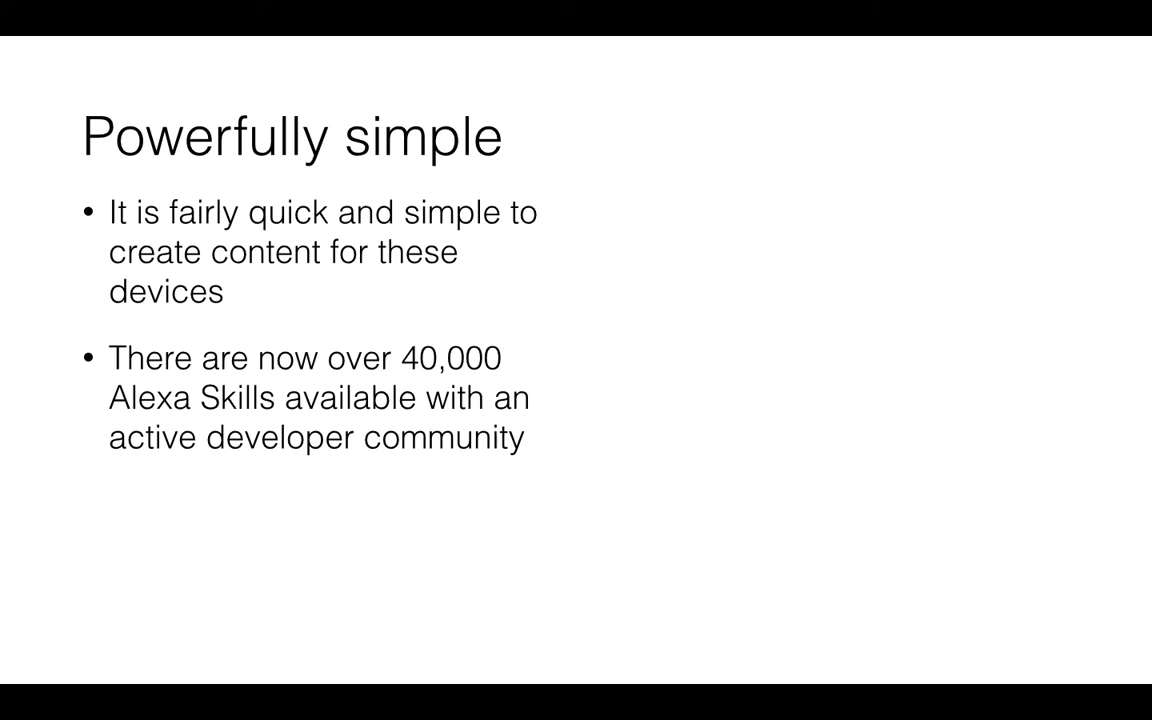 Powerfully simple
• It is fairly quick and simple to
create content for these
devices
• There are now over 40,000
Alexa Skills available with an
active developer community